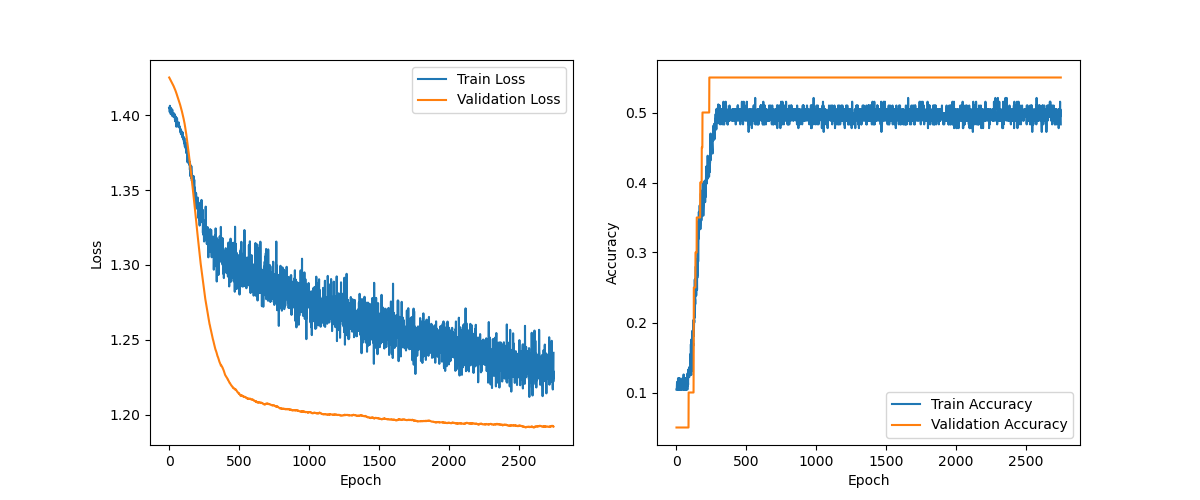 Train Loss
Validation Loss
1.40
1.35
1.30
1.25
1.20
Loss
0 500 1000 1500 2000 2500
Epoch
0.5
0.4
0.3
0.2
0.1
Accuracy
Train Accuracy
Validation Accuracy
0 500 1000 1500 2000 2500
Epoch